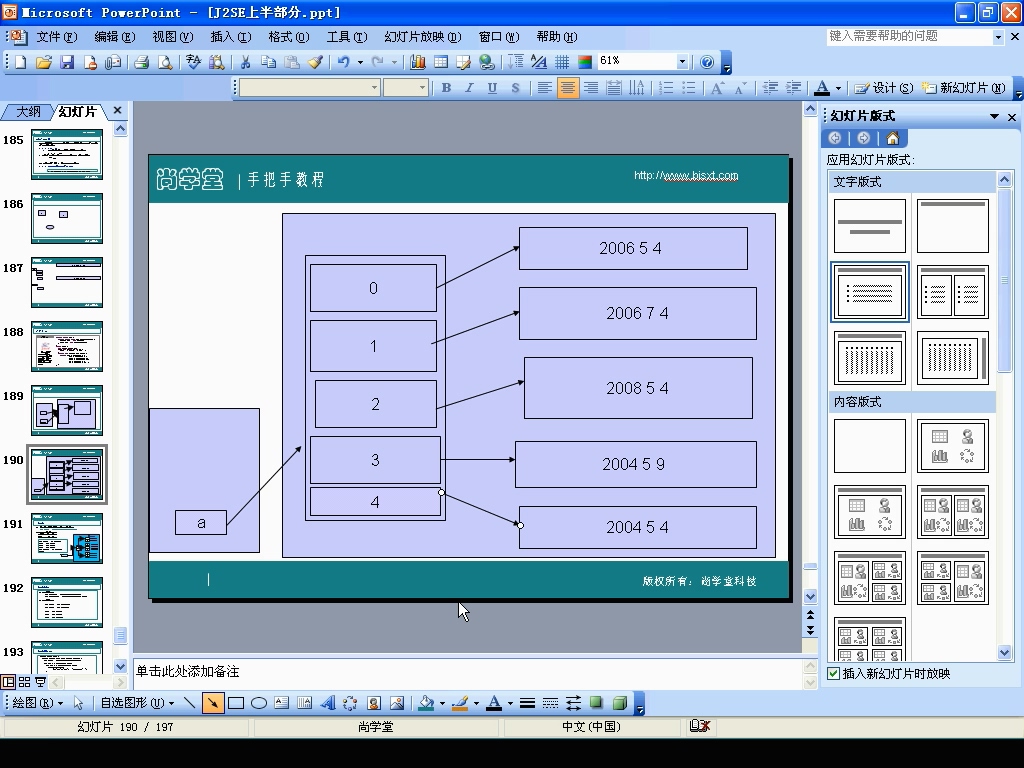 Microsoft PowerPoint - [J2SE上半部分.ppt]
文件(F) 编辑(E) 视图(V) 插入(I) 格式(O) 工具(T) 幻灯片放映(D) 窗口(W) 帮助(H) 键入需要帮助的问题
61%
B I U S 设计(S) 新幻灯片(N)
大纲 幻灯片
185
186
187
188
189
190
191
192
193
尚学堂 | 手把手教程
http://www.bjsxt.com
0
1
2
3
4
a
2006 5 4
2006 7 4
2008 5 4
2004 5 9
2004 5 4
版权所有: 尚学堂科技
单击此处添加备注
幻灯片版式
应用幻灯片版式:
文字版式
内容版式
插入新幻灯片时放映
绘图(R) 自选图形(U)
幻灯片 190 / 197 尚学堂 中文(中国)